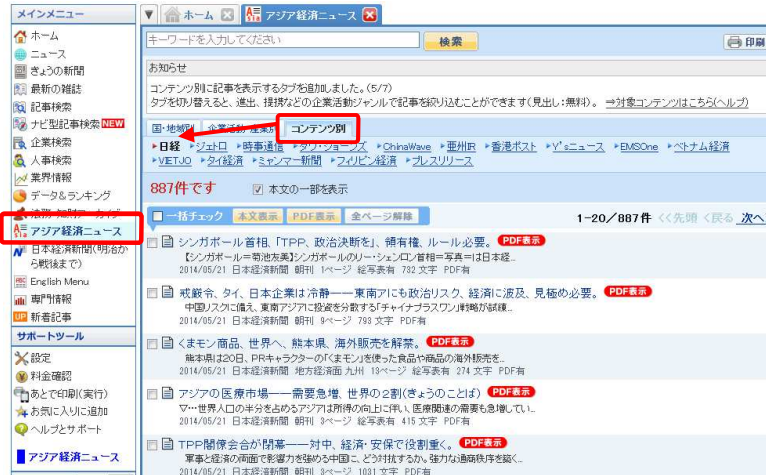 メインメニュー
ホーム
ニュース
きょうの新聞
最新の雑誌
記事検索
ナビ型記事検索 NEW
企業検索
人事検索
業界情報
データ&ランキング
アジア経済ニュース
日本経済新聞(明治か
ら戦後まで)
English Menu
専門情報
UP 新着記事
サポートツール
設定
料金確認
あとで印刷(実行)
お気に入りに追加
ヘルプとサポート
アジア経済ニュース
▼ ホーム アジア経済ニュース
キーワードを入力してください 検索 印刷
お知らせ
コンテンツ別に記事を表示するタブを追加しました。(5/7)
タブを切り替えると、進出、提携などの企業活動ジャンルで記事を絞り込むことができます(見出し:無料)。 ⇒対象コンテンツはこちら(ヘルプ)
国・地域別 企業活動・産業別 コンテンツ別
日経 ジェトロ 時事通信 ダウ・ジョーンズ ChinaWave 亜州IR 香港ポスト Y'sニュース EMSOne ベトナム経済
VETJO タイ経済 ミャンマー新聞 フィリピン経済 プレスリリース
887件です 本文の一部を表示
一括チェック 本文表示 PDF表示 全ページ解除 1-20/887件 <<先頭 <戻る 次へ
シンガポール首相、「TPP、政治決断を」、領有権、ルール必要。 PDF表示
【シンガポール=菊池友美】シンガポールのリー・シェンロン首相=写真=は日本経…
2014/05/21 日本経済新聞 朝刊 1ページ 絵写表有 732文字 PDF有
戒厳令、タイ、日本企業は冷静――東南アにも政治リスク、経済に波及、見極め必要。 PDF表示
中国リスクに備え、東南アジアに投資を分散する「チャイナプラスワン」戦略が試練…
2014/05/21 日本経済新聞 朝刊 9ページ 793文字 PDF有
くまモン商品、世界へ、熊本県、海外販売を解禁。 PDF表示
熊本県は20日、PRキャラクターの「くまモン」を使った食品や商品の海外販売を…
2014/05/21 日本経済新聞 地方経済面 九州 13ページ 絵写表有 274文字 PDF有
アジアの医療市場――需要急増、世界の2割(きょうのことば) PDF表示
▽…世界人口の半分を占めるアジアは所得の向上に伴い、医療関連の需要も急増してい…
2014/05/21 日本経済新聞 朝刊 3ページ 絵写表有 415文字 PDF有
TPP閣僚会合が閉幕――対中、経済・安保で役割重く。 PDF表示
軍事と経済の両面で影響力を強める中国に、どう対抗するか。強力な通商秩序を築く…
2014/05/21 日本経済新聞 朝刊 3ページ 1031文字 PDF有